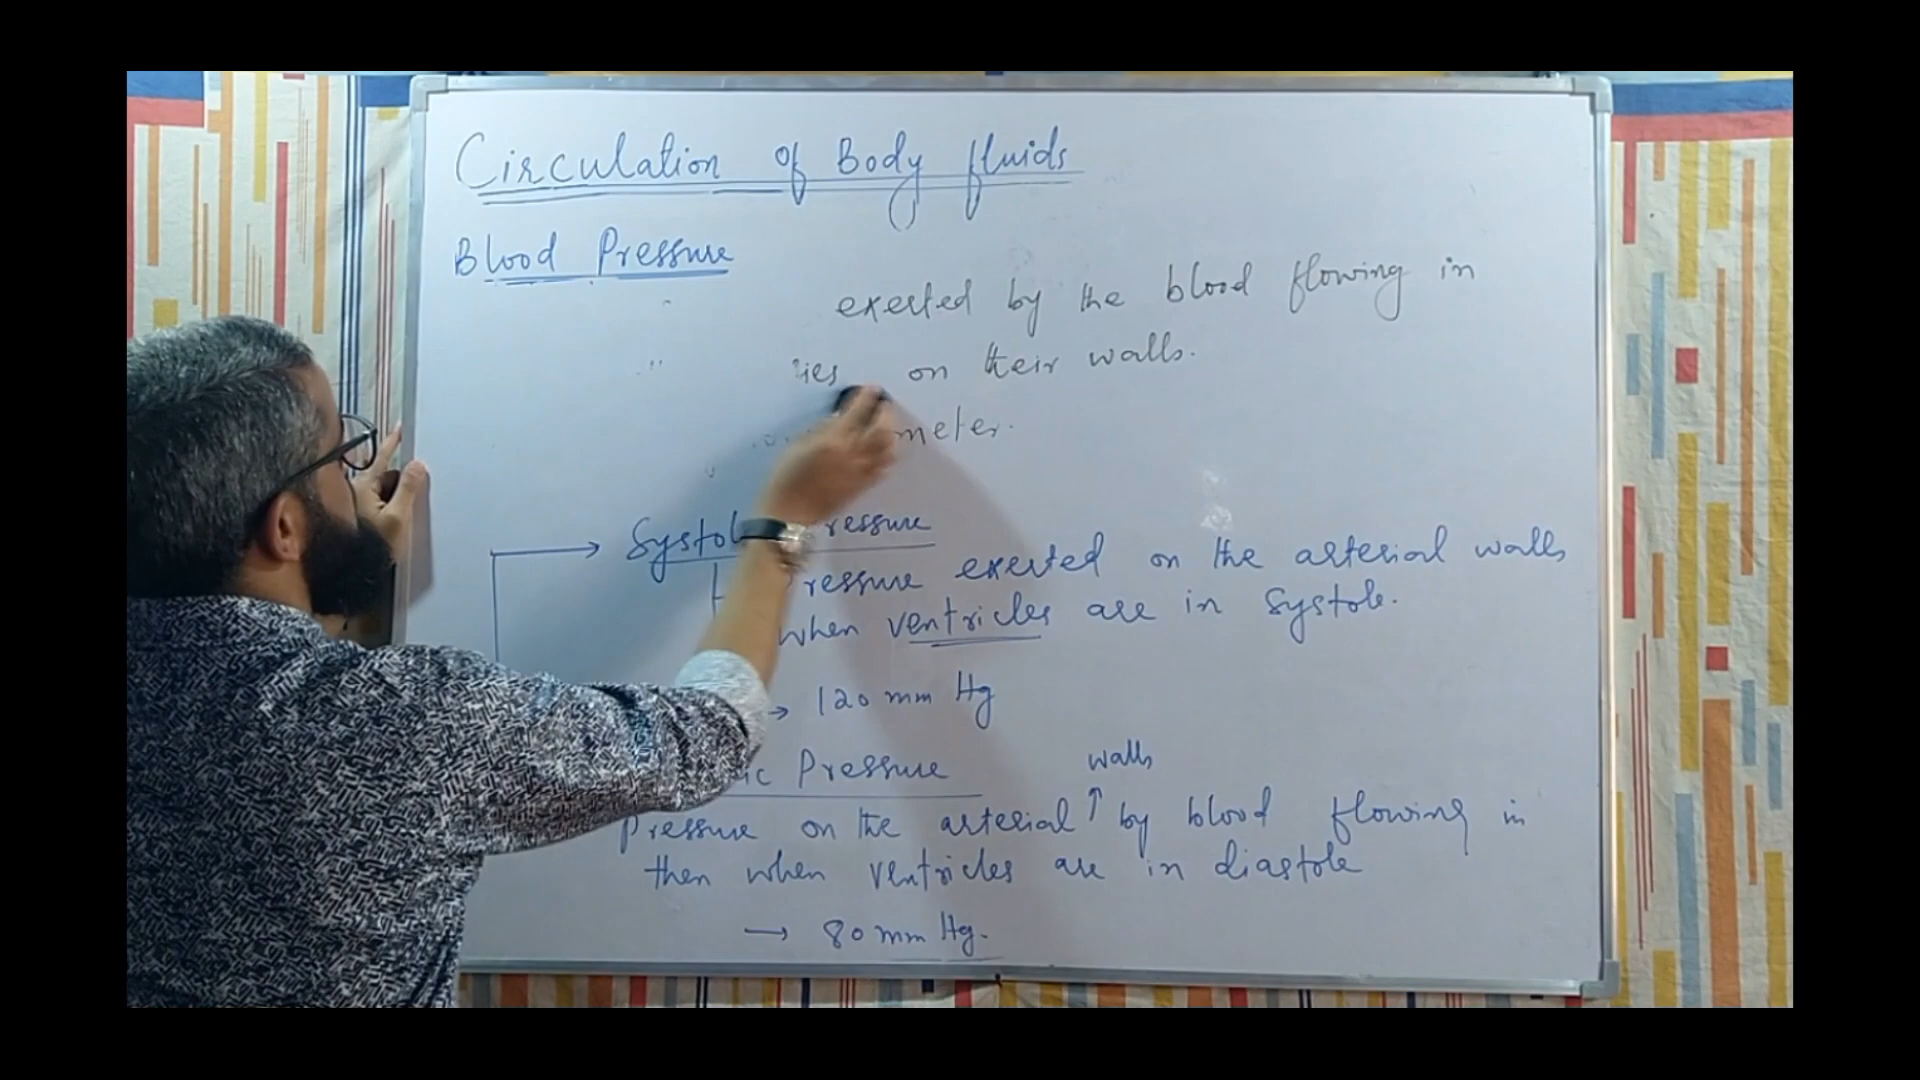 Circulation of Body fluids
Blood Pressure
exerted by the blood flowing in
ies on their walls.
meter.
Systol ressure
ressure exerted on the arterial walls
when ventricles are in systole.
→ 120 mm Hg
ic Pressure
walls
Pressure on the arterial ↑ by blood flowing in
then when ventricles are in diastole
→ 80 mm Hg.